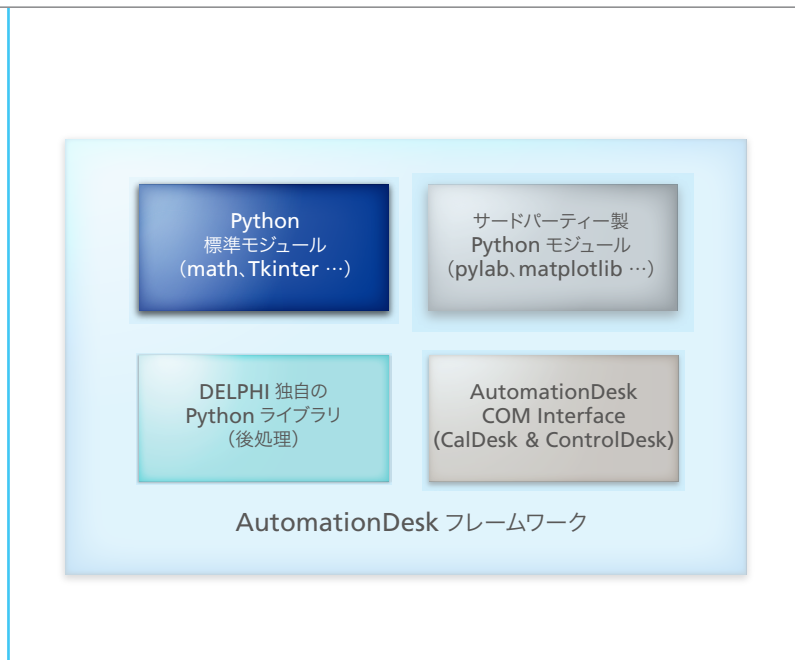 Python
標準モジュール
(math、Tkinter …)
サードパーティー製
Python モジュール
(pylab、matplotlib …)
DELPHI 独自の
Python ライブラリ
(後処理)
AutomationDesk
COM Interface
(CalDesk & ControlDesk)
AutomationDesk フレームワーク